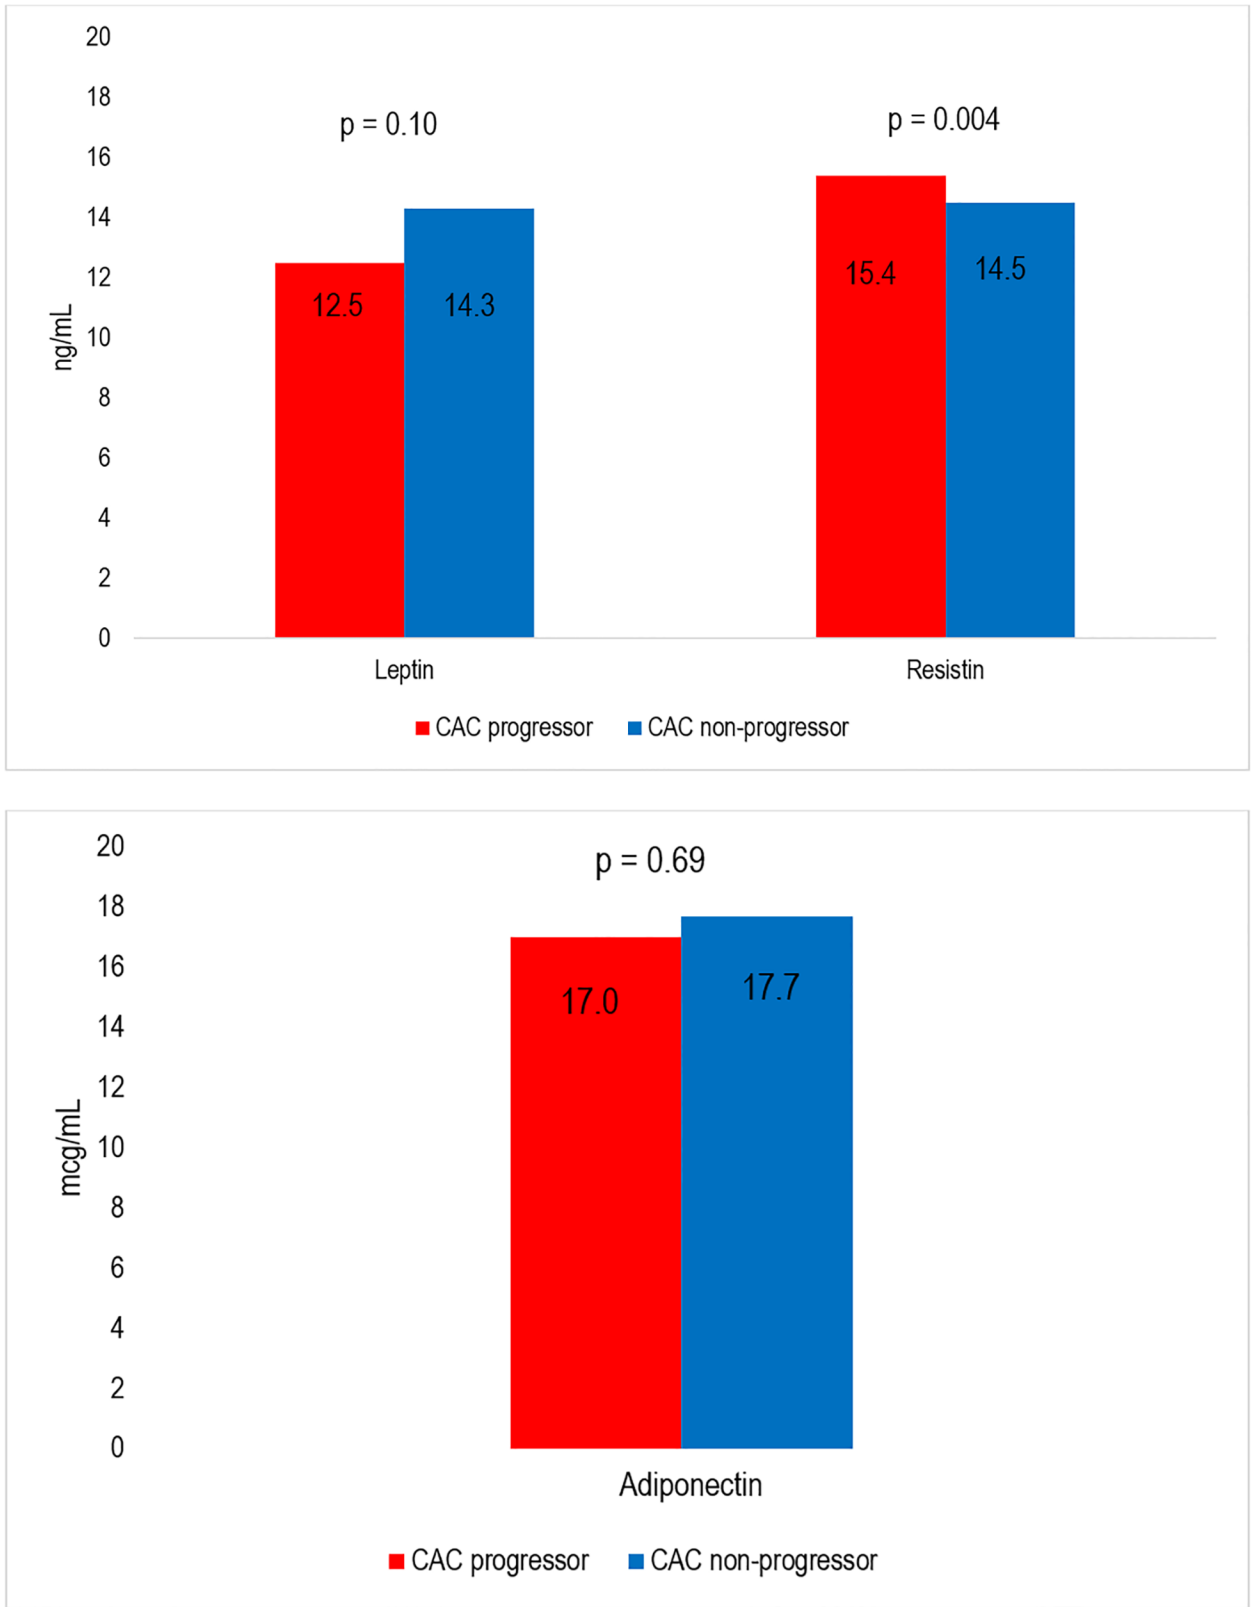 20
18
16
14
12
10
8
6
4
2
0
ng/mL
p = 0.10
p = 0.004
12.5
14.3
15.4
14.5
Leptin
Resistin
CAC progressor
CAC non-progressor
20
18
16
14
12
10
8
6
4
2
0
mcg/mL
p = 0.69
17.0
17.7
Adiponectin
CAC progressor
CAC non-progressor